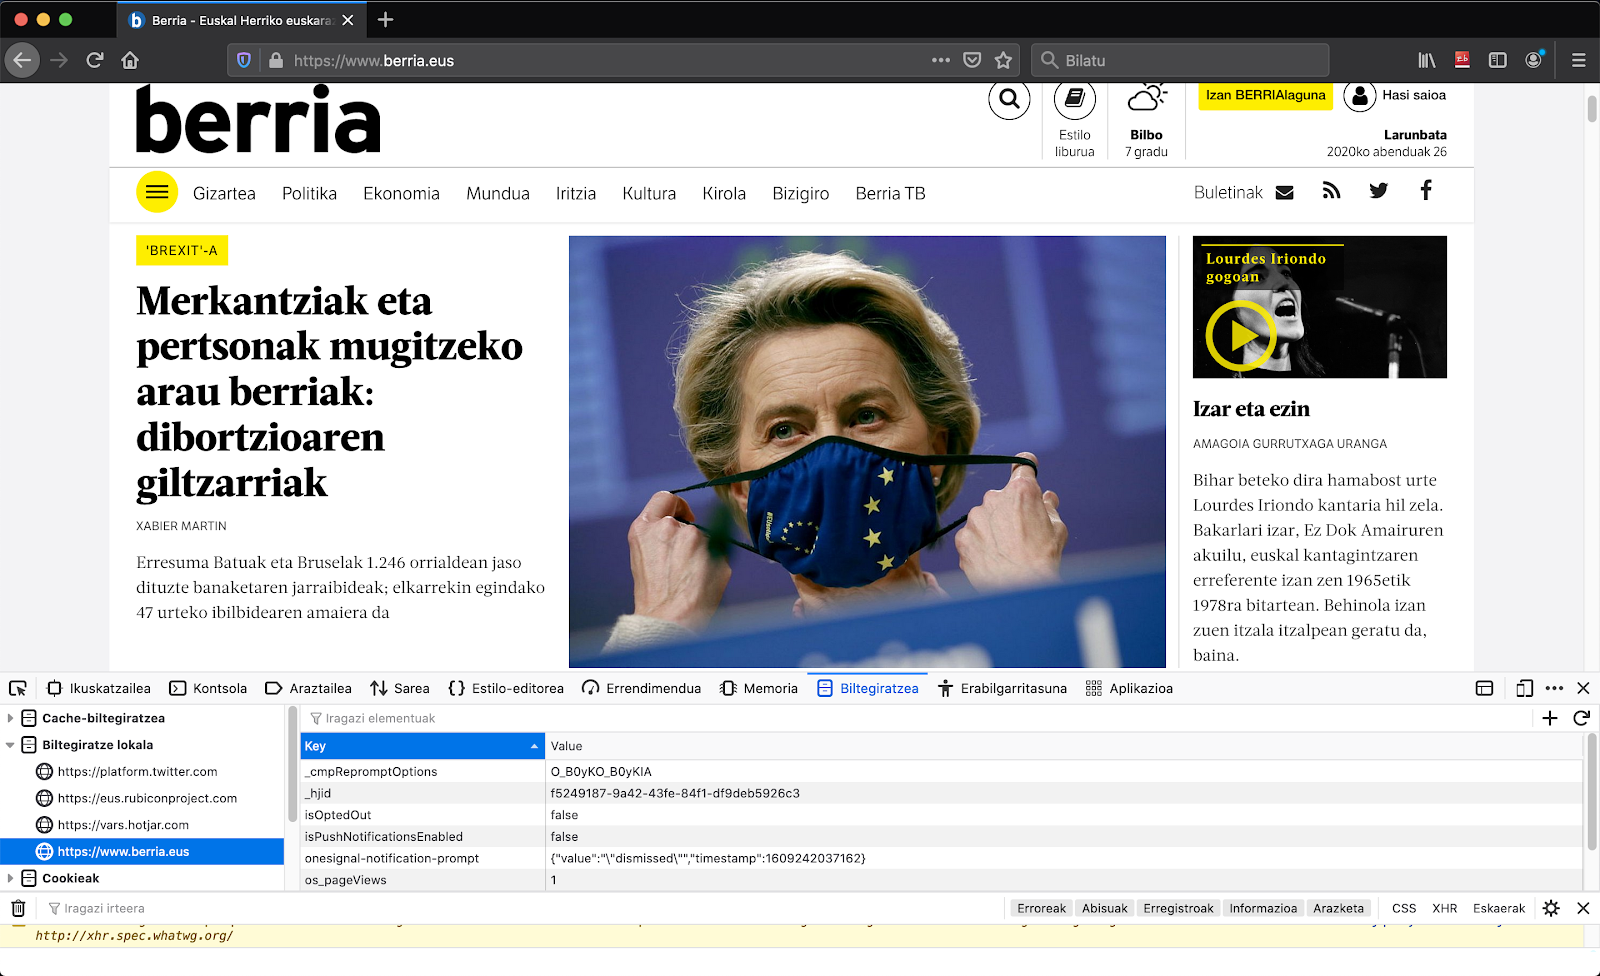 Berria - Euskal Herriko euskara
https://www.berria.eus
Bilatu
berria
Estilo
liburua
Bilbo
7 gradu
Izan BERRIAlaguna
Hasi saioa
Larunbata
2020ko abenduak 26
Gizartea Politika Ekonomia Mundua Iritzia Kultura Kirola Bizigiro Berria TB
Buletinak
'BREXIT'-A
Merkantziak eta
pertsonak mugitzeko
arau berriak:
dibortzioaren
giltzarriak
XABIER MARTIN
Erresuma Batuak eta Bruselak 1.246 orrialdean jaso
dituzte banaketaren jarraibideak; elkarrekin egindako
47 urteko ibilbidearen amaiera da
Lourdes Iriondo
gogoan
Izar eta ezin
AMAGOIA GURRUTXAGA URANGA
Bihar beteko dira hamabost urte
Lourdes Iriondo kantaria hil zela.
Bakarlari izar, Ez Dok Amairuren
akuilu, euskal kantagintzaren
erreferente izan zen 1965etik
1978ra bitartean. Behinola izan
zuen itzala itzalpean geratu da,
baina.
Ikuskatzailea Kontsola Araztailea Sarea Estilo-editorea Errendimendua Memoria Biltegiratzea Erabilgarritasuna Aplikazioa
Cache-biltegiratzea
Biltegiratze lokala
https://platform.twitter.com
https://eus.rubiconproject.com
https://vars.hotjar.com
https://www.berria.eus
Cookieak
Iragazi elementuak
Key Value
_cmpRepromptOptions O_B0yKO_B0yKIA
_hjid f5249187-9a42-43fe-84f1-df9deb5926c3
isOptedOut false
isPushNotificationsEnabled false
onesignal-notification-prompt {"value":"\"dismissed\"","timestamp":1609242037162}
os_pageViews 1
Iragazi irteera
Erroreak Abisuak Erregistroak Informazioa Arazketa CSS XHR Eskaerak
http://xhr.spec.whatwg.org/